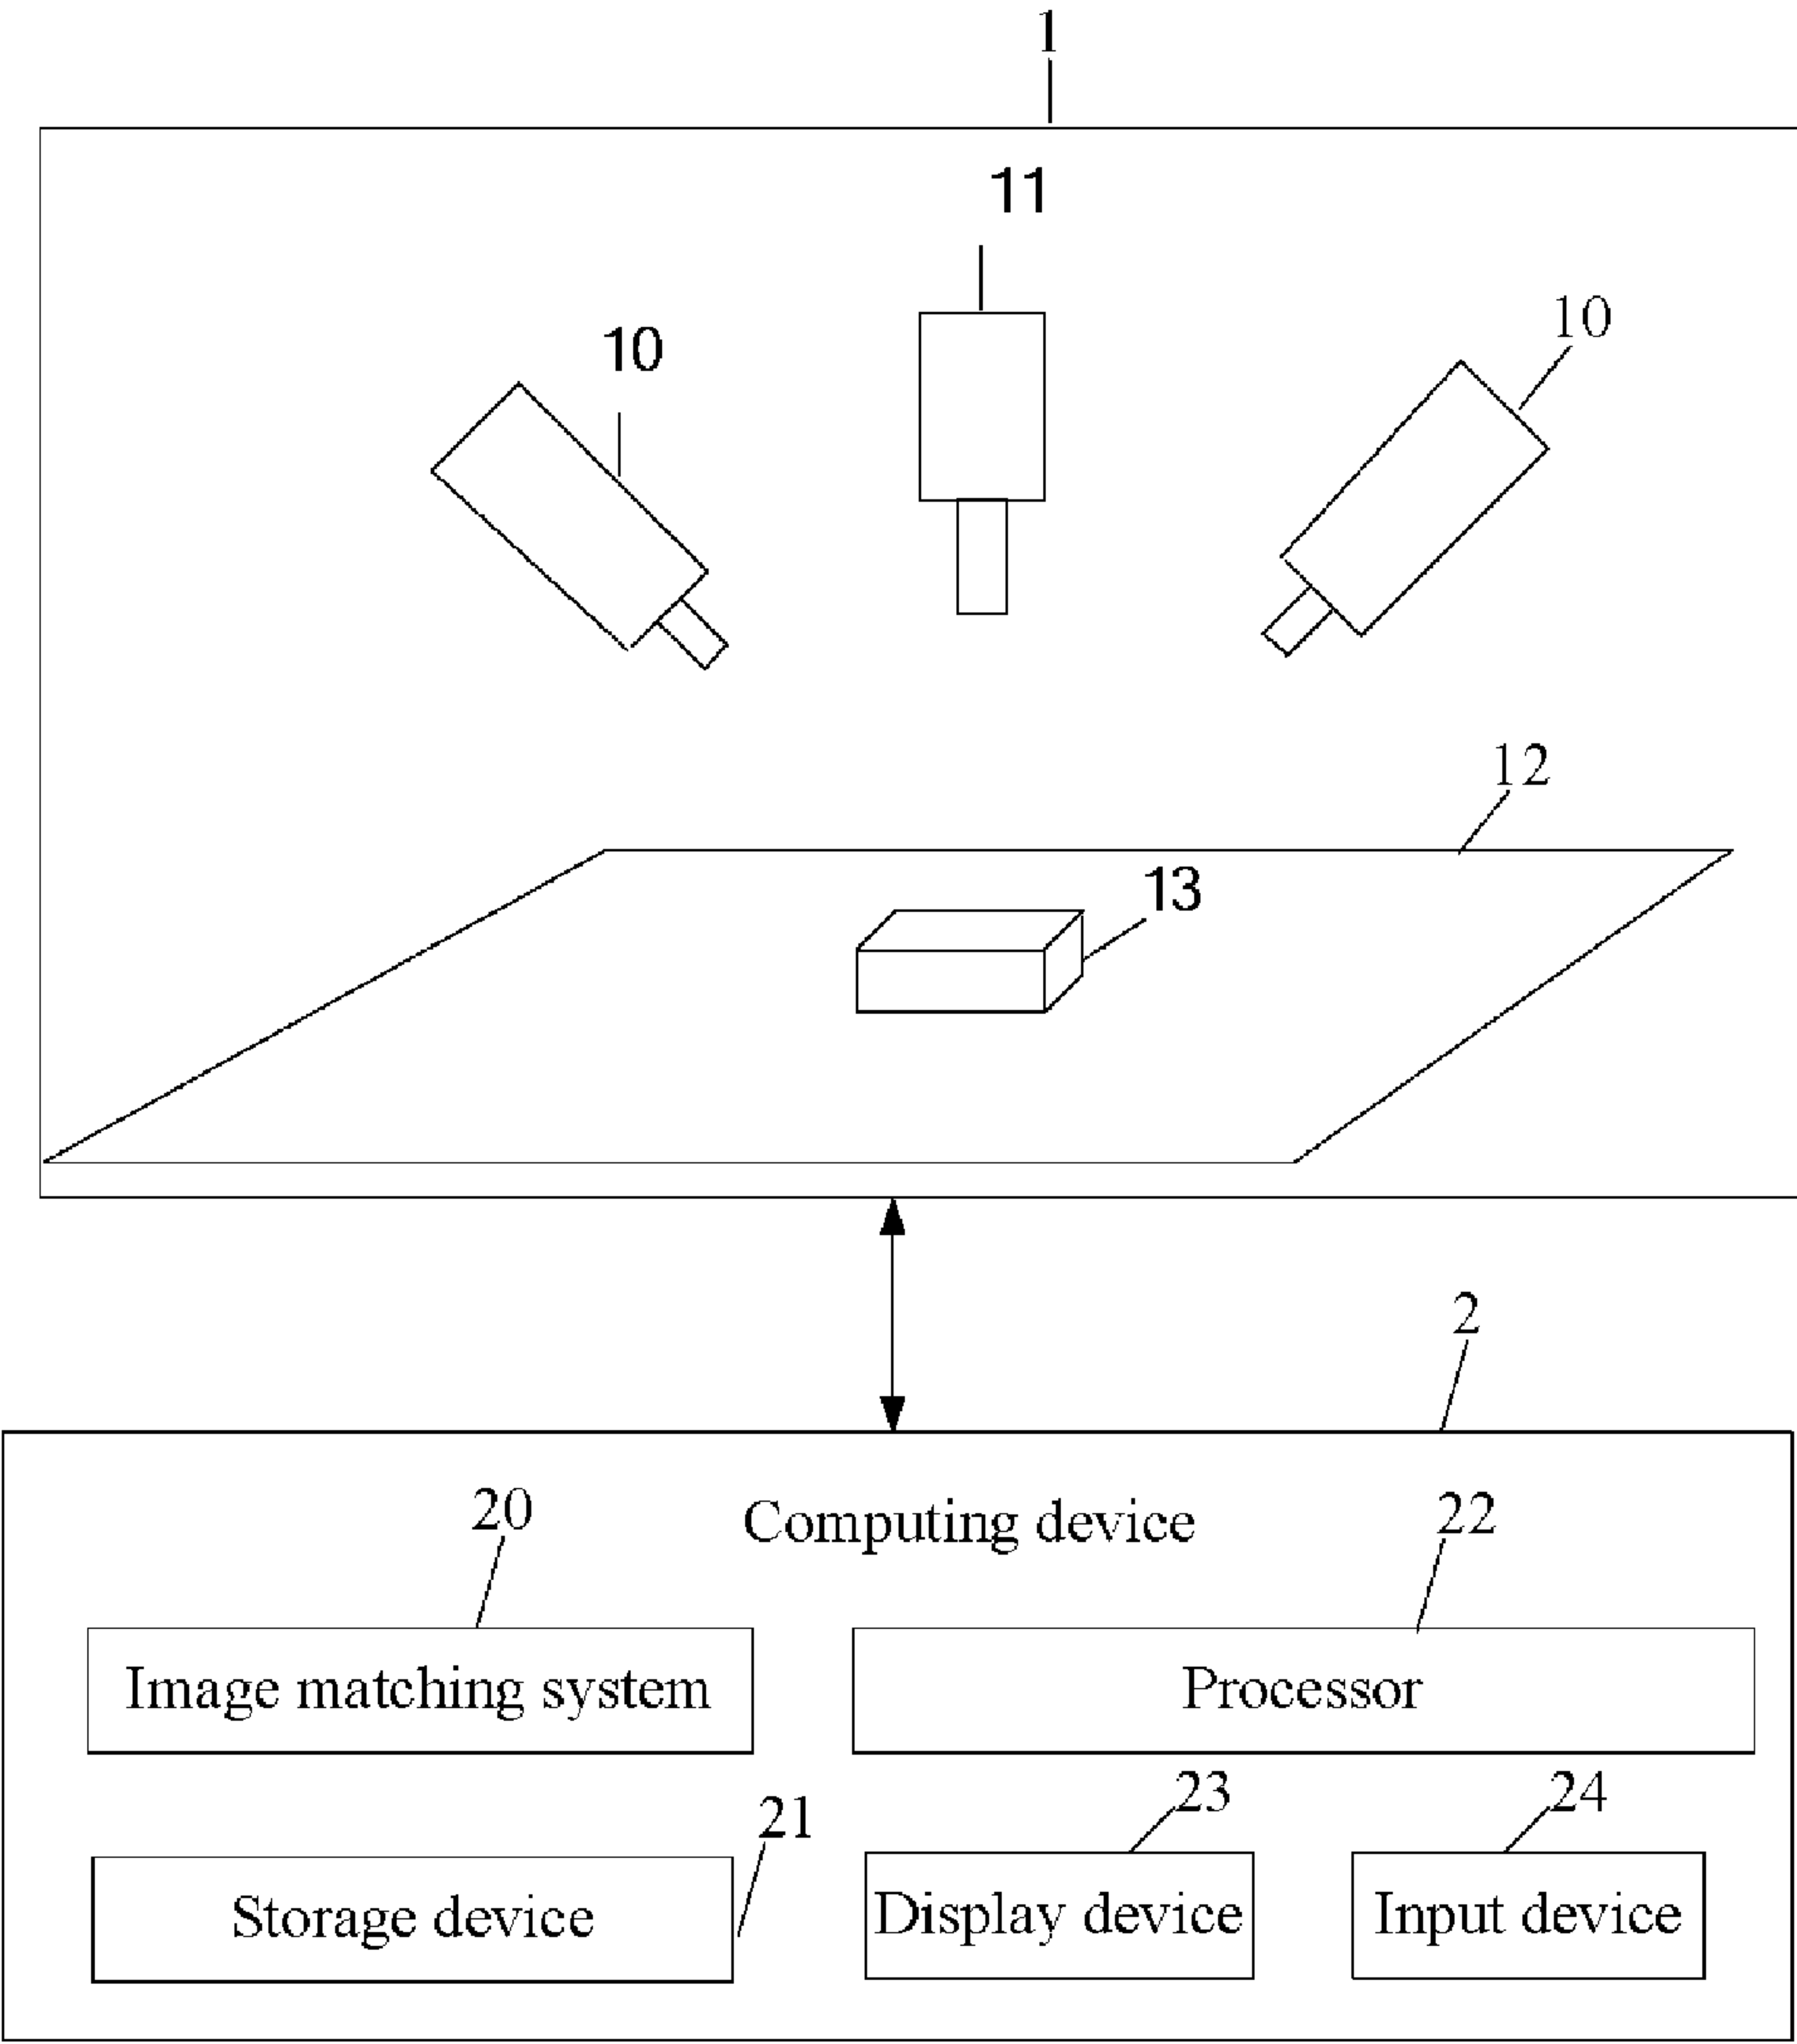 1
11
10
10
12
13
2
20
Computing device
22
Image matching system
Processor
21
23
24
Storage device
Display device
Input device